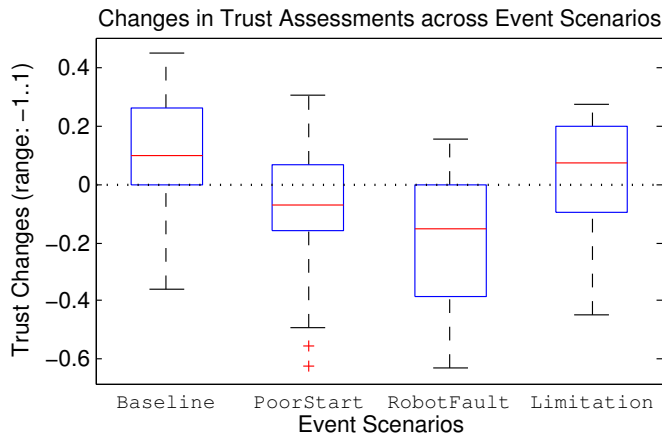 Changes in Trust Assessments across Event Scenarios
Trust Changes (range: −1..1)
0.4
0.2
0
−0.2
−0.4
−0.6
Baseline PoorStart RobotFault Limitation
Event Scenarios